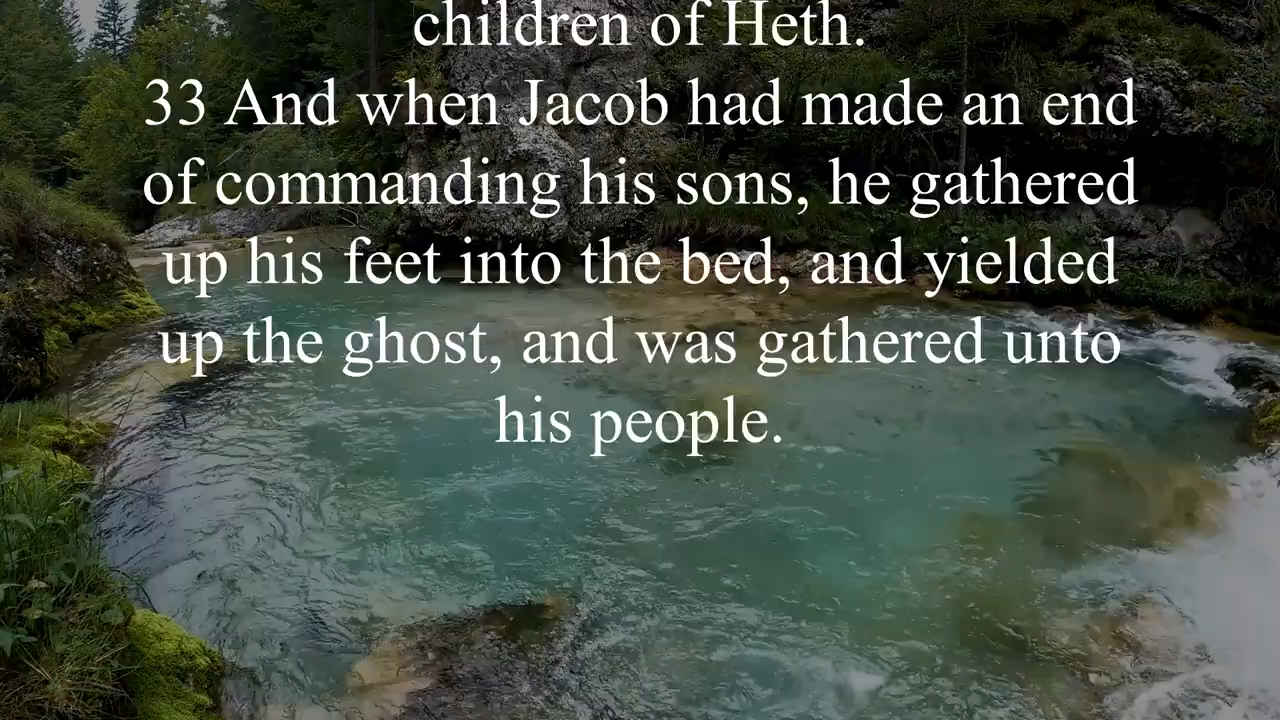 children of Heth.
33 And when Jacob had made an end
of commanding his sons, he gathered
up his feet into the bed, and yielded
up the ghost, and was gathered unto
his people.